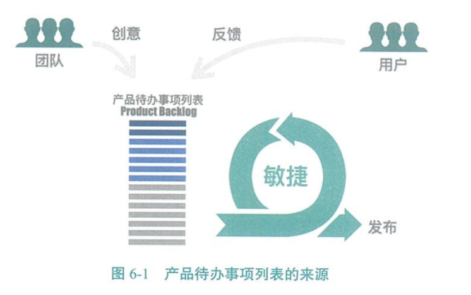 创意
反馈
团队
用户
产品待办事项列表
Product Backlog
敏捷
发布
图 6-1 产品待办事项列表的来源